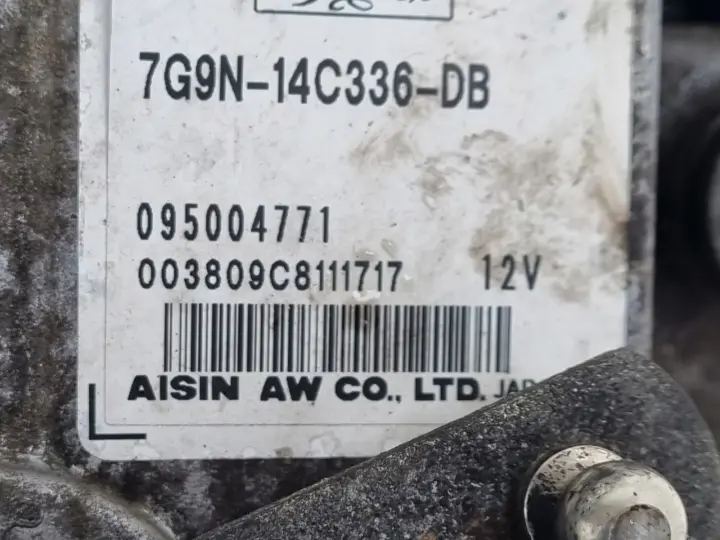 7G9N-14C336-DB
095004771
003809C8111717 12V
AISIN AW CO., LTD.